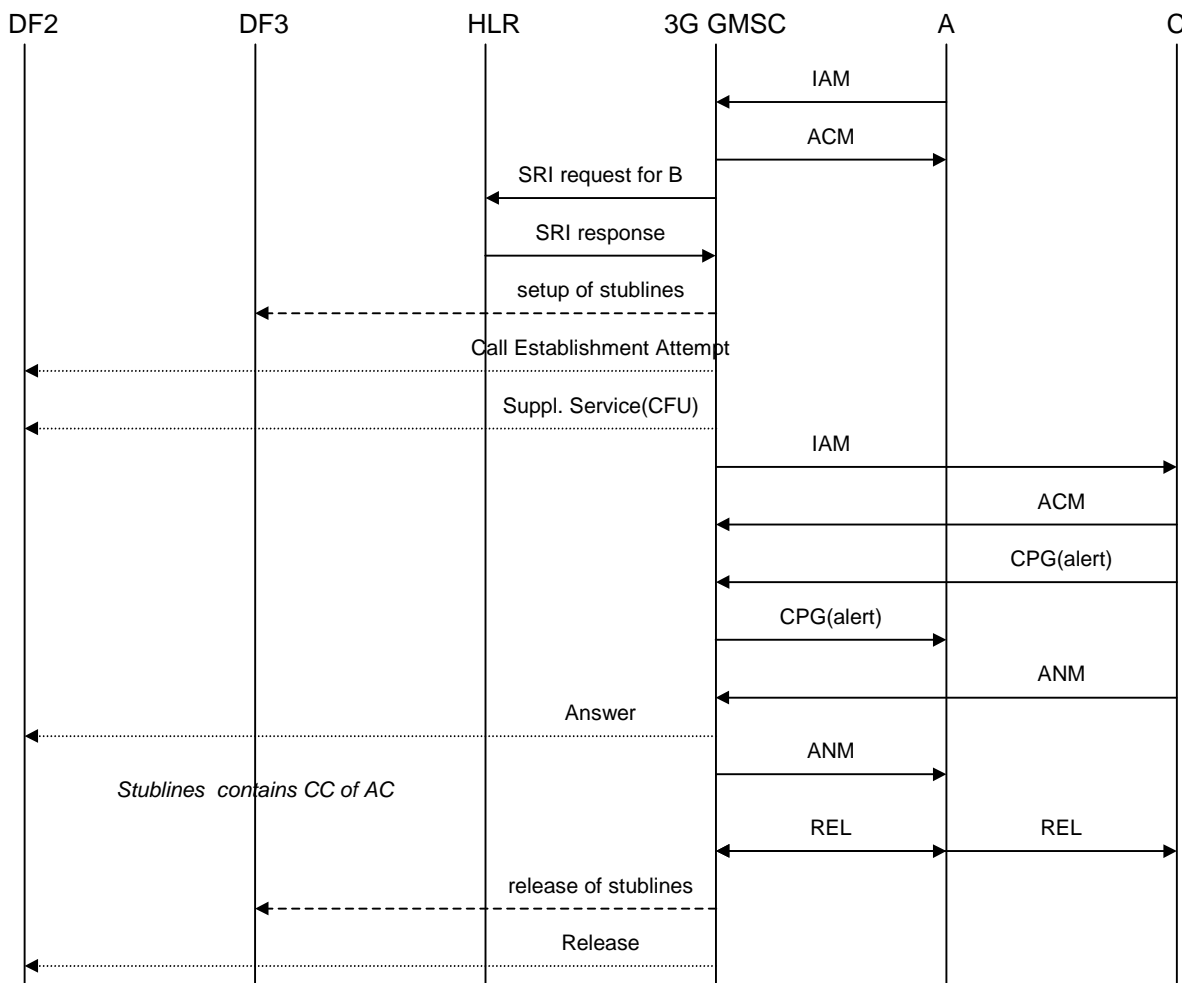 DF2 DF3 HLR 3G GMSC A C
IAM
ACM
SRI request for B
SRI response
setup of stublines
Call Establishment Attempt
Suppl. Service(CFU)
IAM
ACM
CPG(alert)
CPG(alert)
ANM
Answer
ANM
Stublines contains CC of AC
REL REL
release of stublines
Release